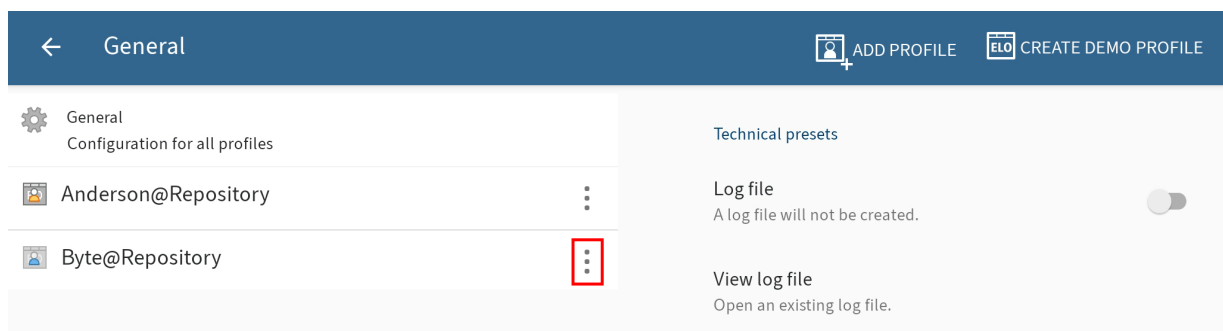 General
ADD PROFILE
ELO
CREATE DEMO PROFILE
General
Configuration for all profiles
Anderson@Repository
Byte@Repository
Technical presets
Log file
A log file will not be created.
View log file
Open an existing log file.